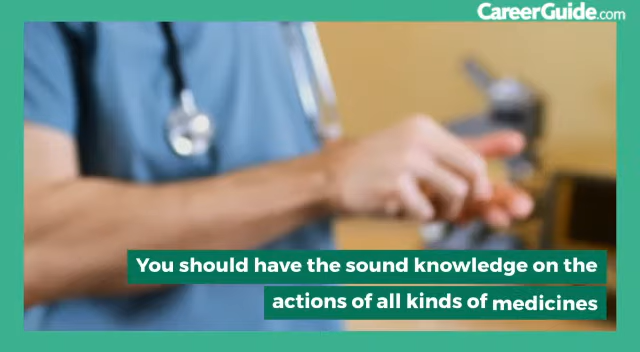 CareerGuide.com
You should have the sound knowledge on the
actions of all kinds of medicines